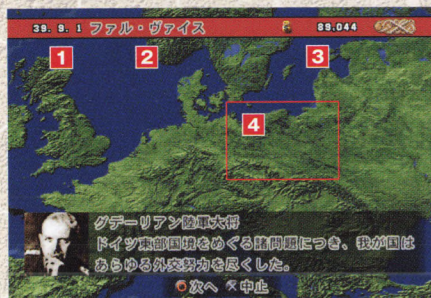 39. 9. 1 ファル・ヴァイス 89,044
1 2 3
4
グデーリアン陸軍大将
ドイツ東部国境をめぐる諸問題につき、我が国は
あらゆる外交努力を尽くした。
○次へ ×中止